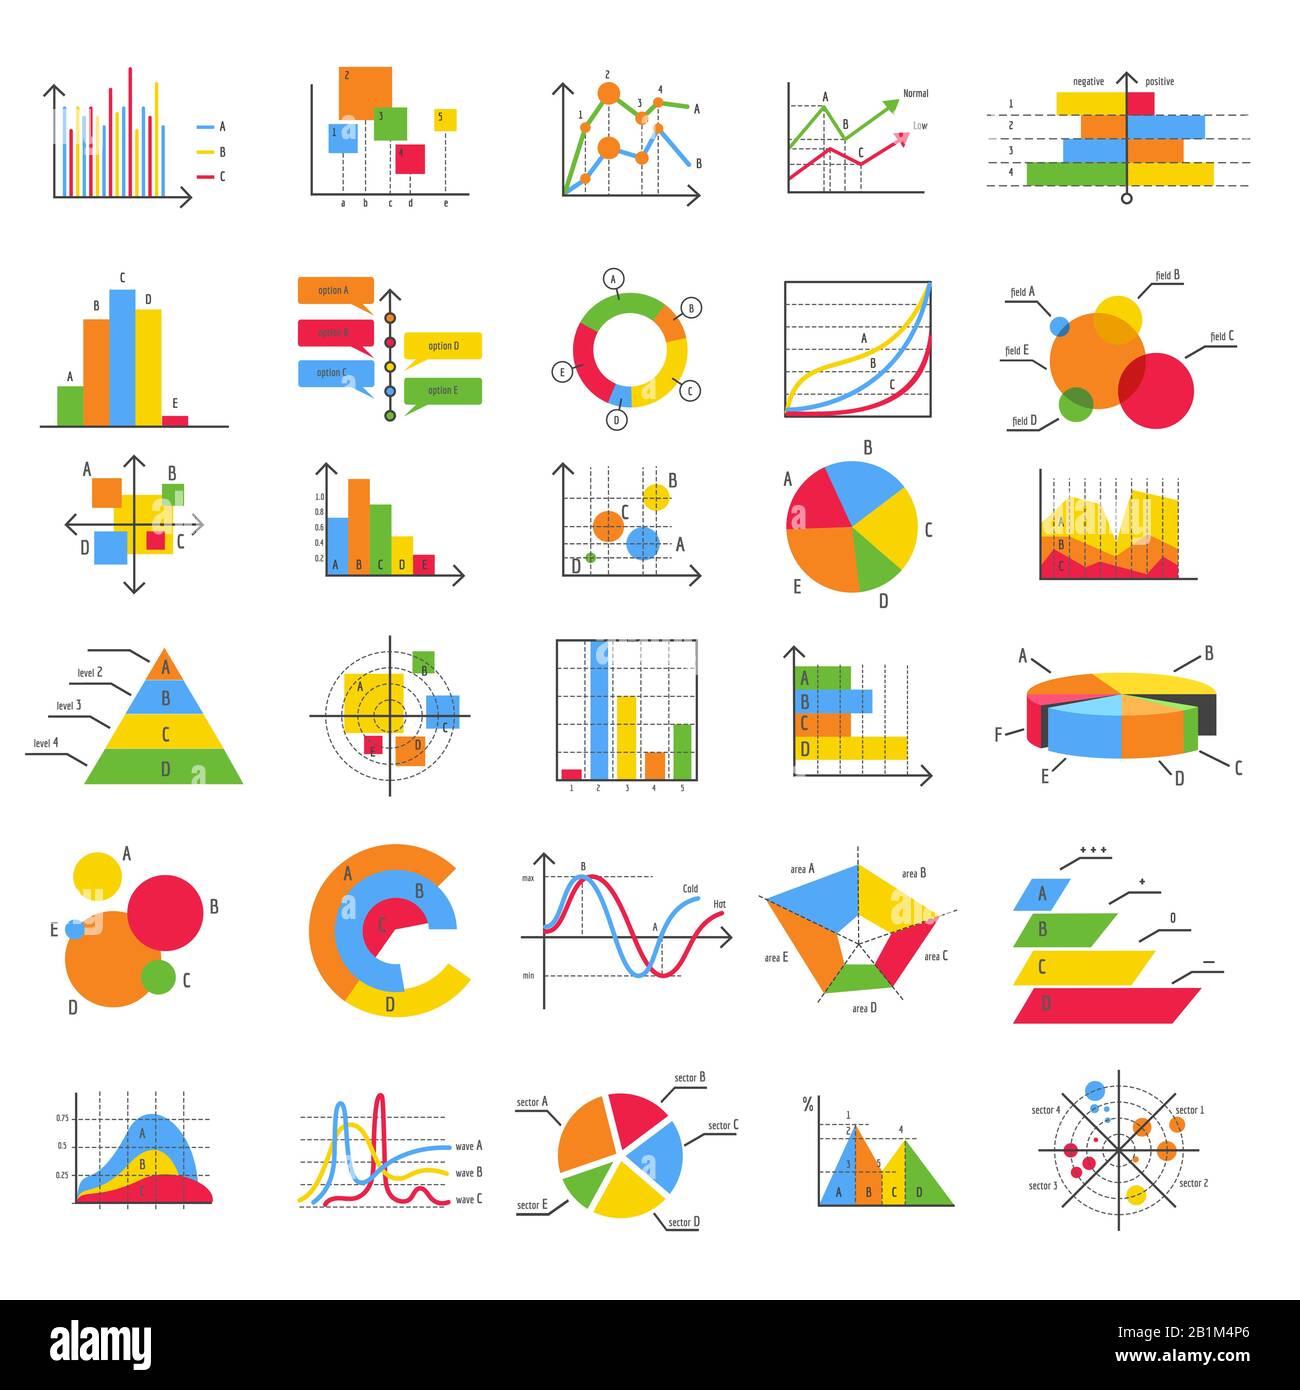 A
B
C
2
1
3
4
5
a b c d e
2
1
3 4
A
B
A
B
C
Normal
Low
negative positive
1
2
3
4
A
B
C
D
E
option A
option B
option C
option D
option E
A
B
C
D
E
A
B
C
field A
field B
field C
field D
field E
A
B
C
D
1.0
0.8
0.6
0.4
0.2
A B C D E
B
C
A
D
A
B
C
D
E
A
B
C
level 2
level 3
level 4
A
B
C
D
A
B
C
D
E
1 2 3 4 5
A
B
C
D
A
B
C
D
E
F
A
B
C
D
E
A
B
C
D
max
min
B
A
Cold
Hot
area A
area B
area C
area D
area E
+ + +
+
0
–
A
B
C
D
0.75
0.5
0.25
A
B
C
wave A
wave B
wave C
sector A
sector B
sector C
sector D
sector E
%
1
2
3
4
5
A B C D
sector 4
sector 1
sector 3
sector 2
a
alamy
Image ID: 2B1M4P6
www.alamy.com